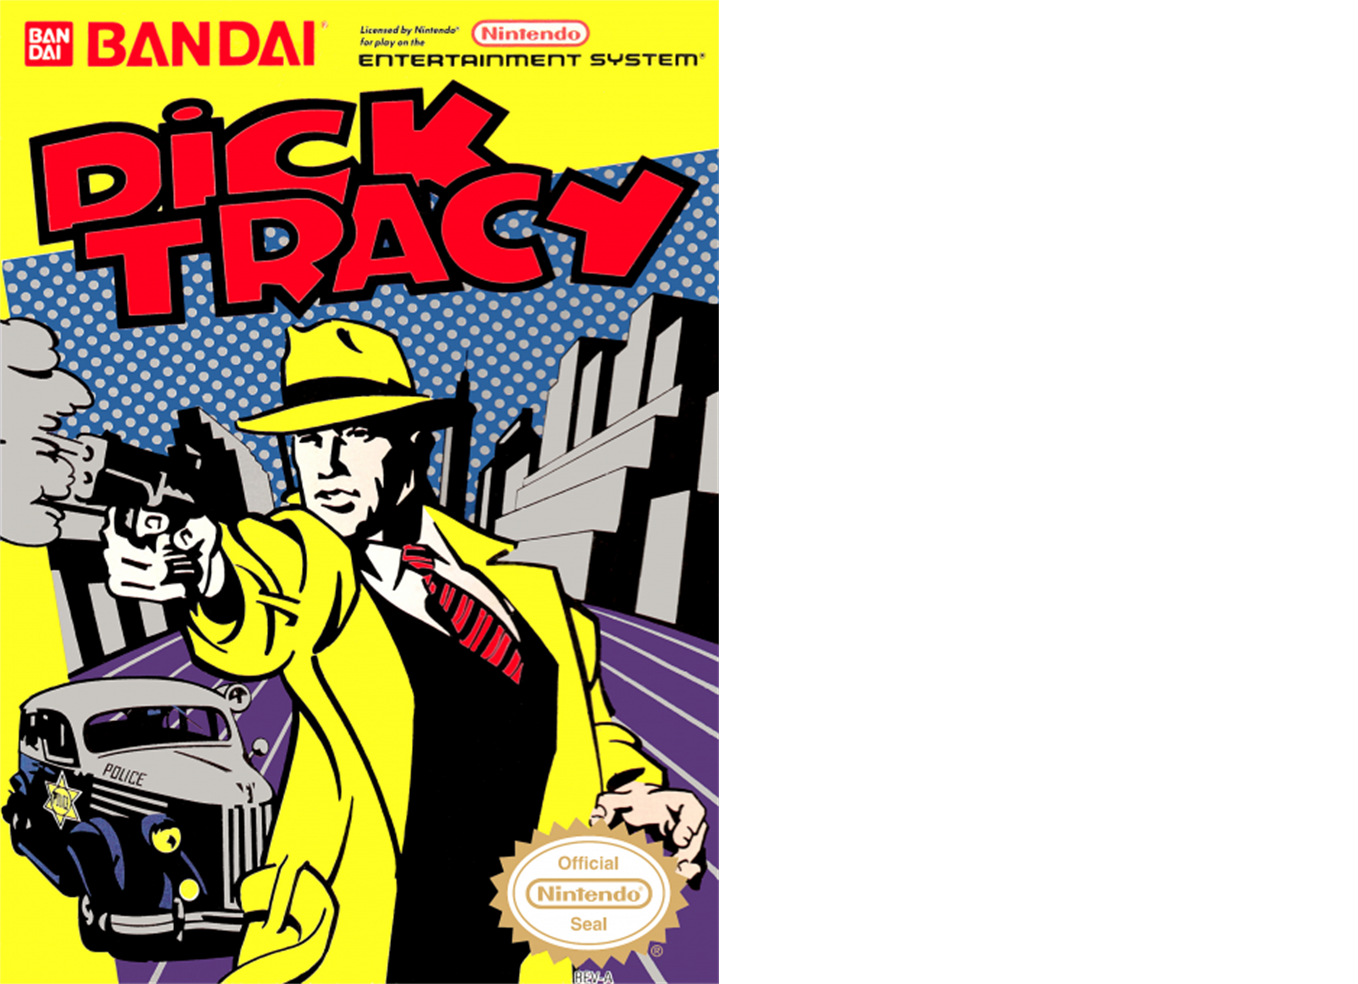 BAN
DAI
BANDAI
Licensed by Nintendo®
for play on the
Nintendo
ENTERTAINMENT SYSTEM®
DiCK
TRACY
POLICE
Official
Nintendo®
Seal
®
REV-A